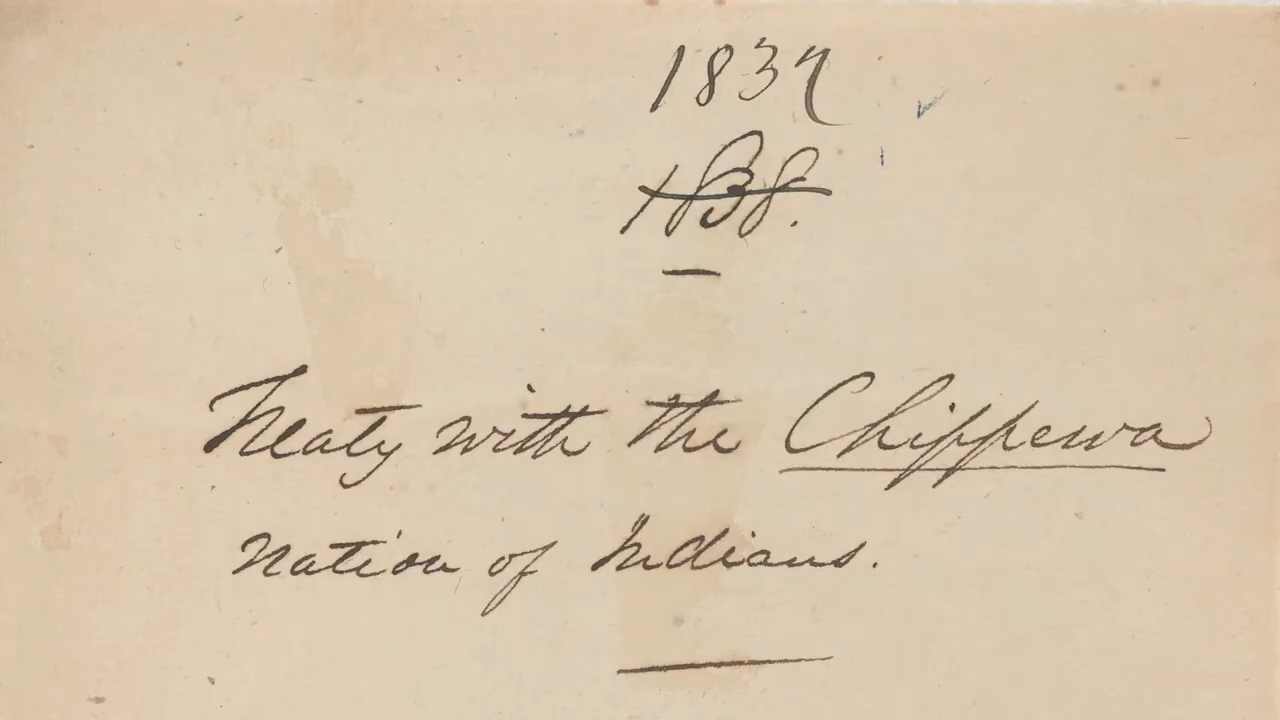 1837
1838.
Treaty with the Chippewa
nation of Indians.